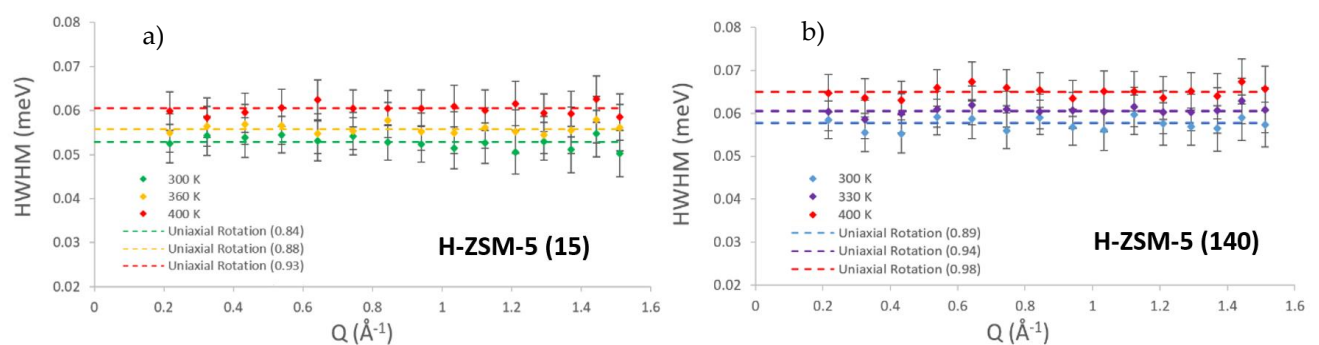 a)
0.08
0.07
0.06
0.05
0.04
0.03
0.02
HWHM (meV)
300 K
360 K
400 K
Uniaxial Rotation (0.84)
Uniaxial Rotation (0.88)
Uniaxial Rotation (0.93)
H-ZSM-5 (15)
0 0.2 0.4 0.6 0.8 1 1.2 1.4 1.6
Q (Å-1)
b)
0.08
0.07
0.06
0.05
0.04
0.03
0.02
HWHM (meV)
300 K
330 K
400 K
Uniaxial Rotation (0.89)
Uniaxial Rotation (0.94)
Uniaxial Rotation (0.98)
H-ZSM-5 (140)
0 0.2 0.4 0.6 0.8 1 1.2 1.4 1.6
Q (Å-1)